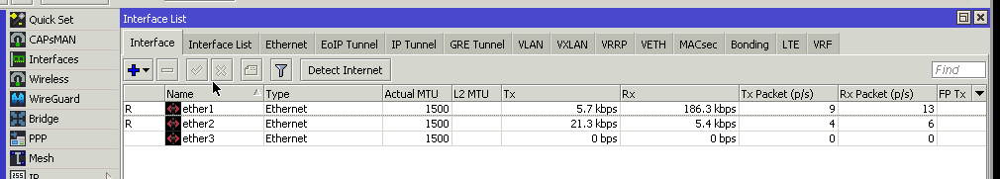 Quick Set
CAPsMAN
Interfaces
Wireless
WireGuard
Bridge
PPP
Mesh
255 IP
Interface List
Interface Interface List Ethernet EoIP Tunnel IP Tunnel GRE Tunnel VLAN VXLAN VRRP VETH MACsec Bonding LTE VRF
Detect Internet Find
Name Type Actual MTU L2 MTU Tx Rx Tx Packet (p/s) Rx Packet (p/s) FP Tx
R ether1 Ethernet 1500 5.7 kbps 186.3 kbps 9 13
R ether2 Ethernet 1500 21.3 kbps 5.4 kbps 4 6
ether3 Ethernet 1500 0 bps 0 bps 0 0